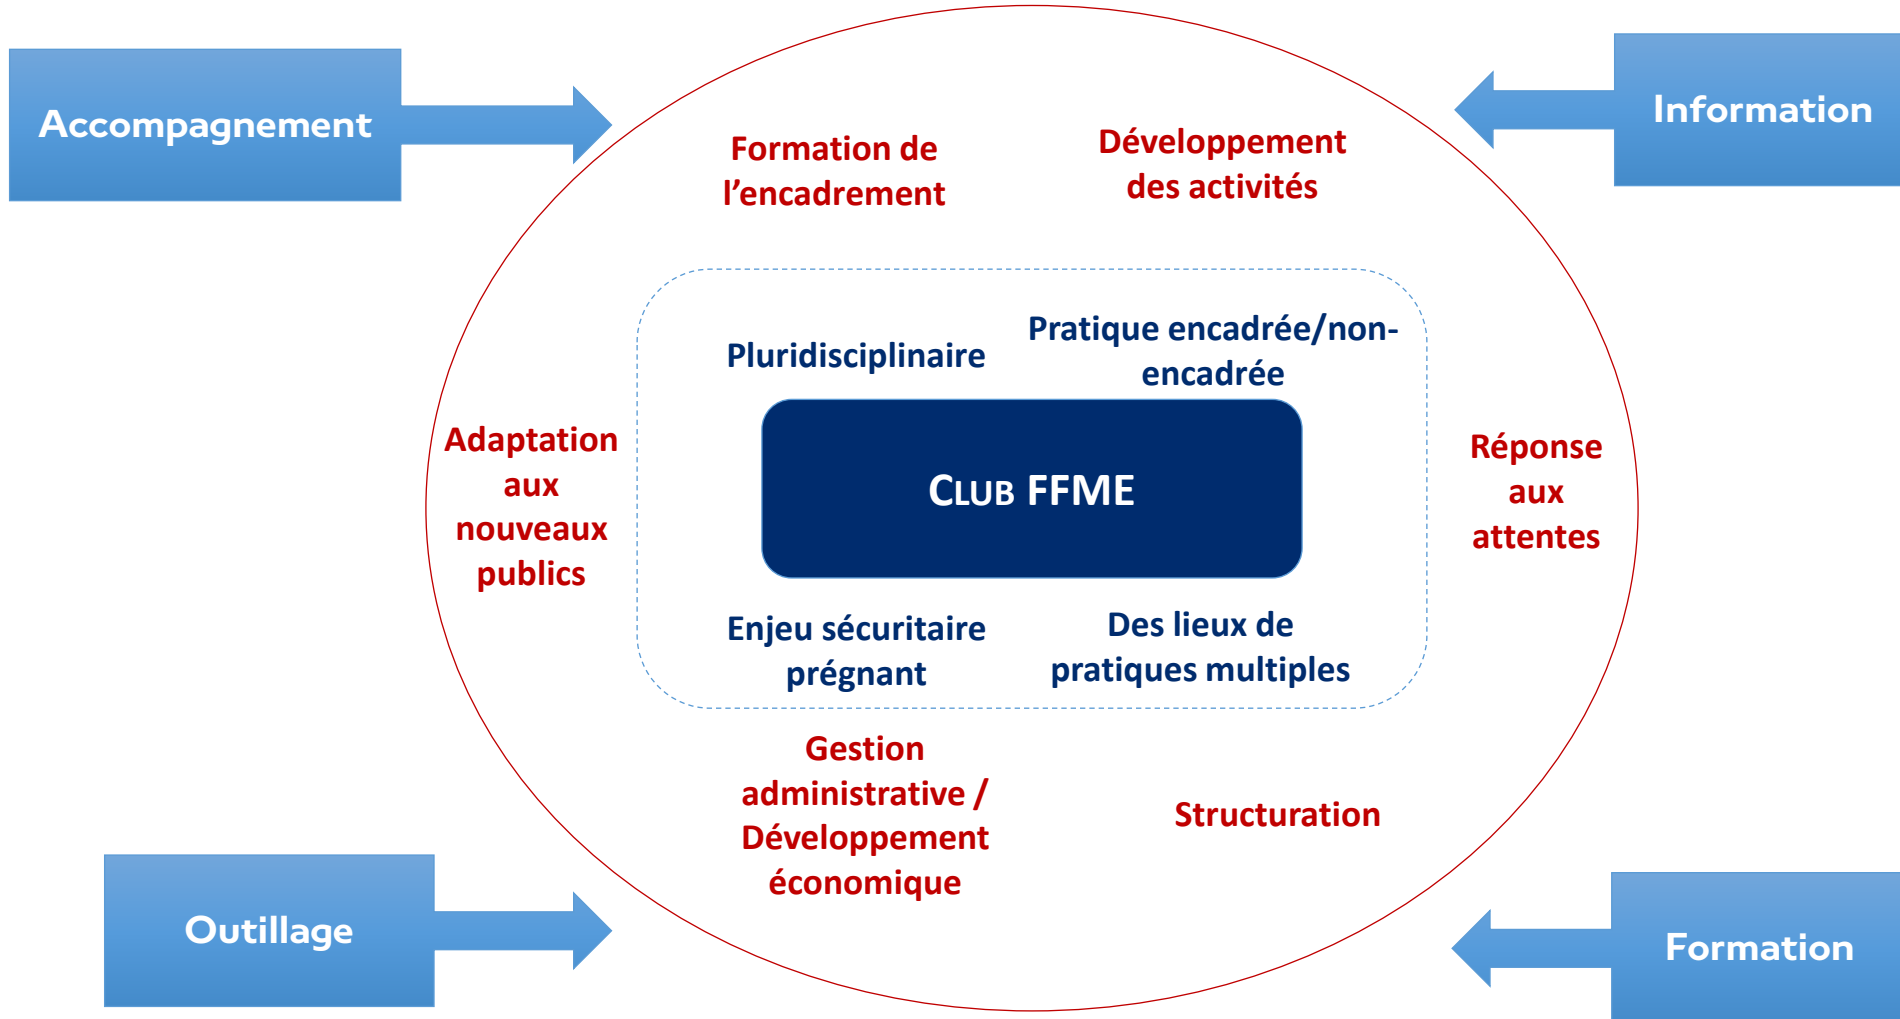 Accompagnement
Information
Formation de
l’encadrement
Développement
des activités
Pluridisciplinaire
Pratique encadrée/non-
encadrée
Adaptation
aux
nouveaux
publics
CLUB FFME
Réponse
aux
attentes
Enjeu sécuritaire
prégnant
Des lieux de
pratiques multiples
Gestion
administrative /
Développement
économique
Structuration
Outillage
Formation